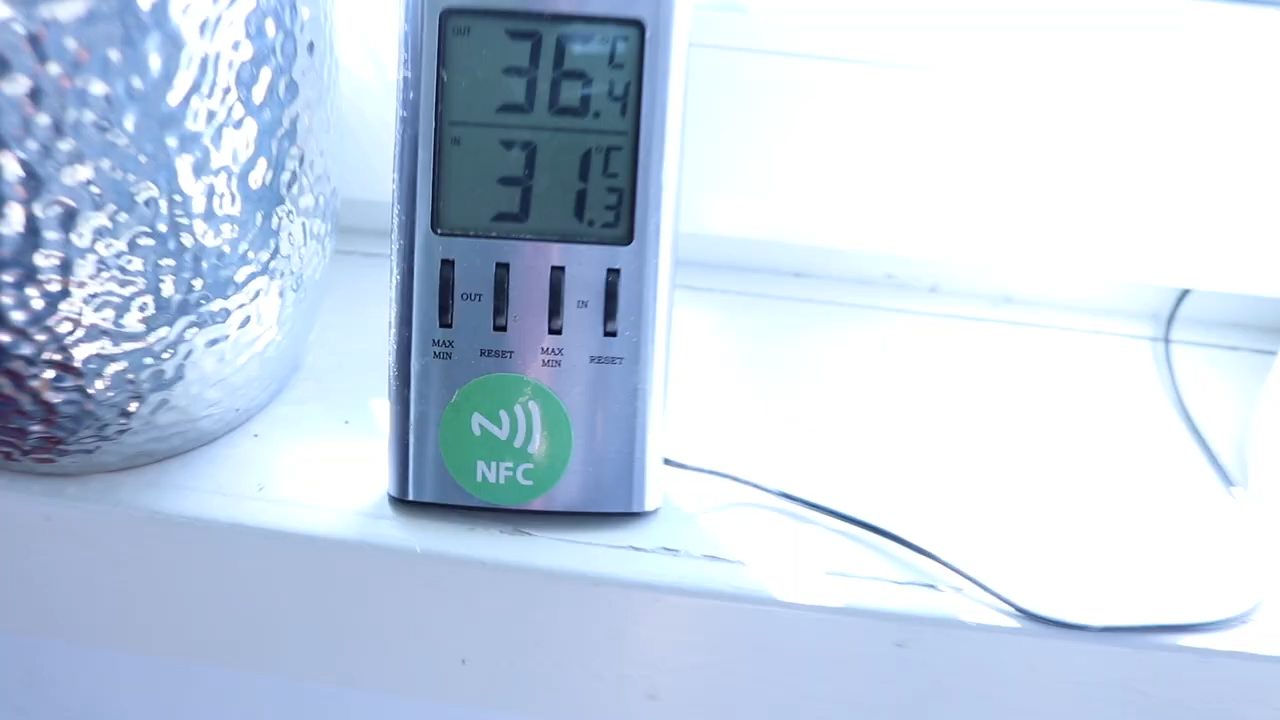 OUT
36.4 °C
IN
31.3 °C
OUT IN
MAX MIN RESET MAX MIN RESET
N
NFC